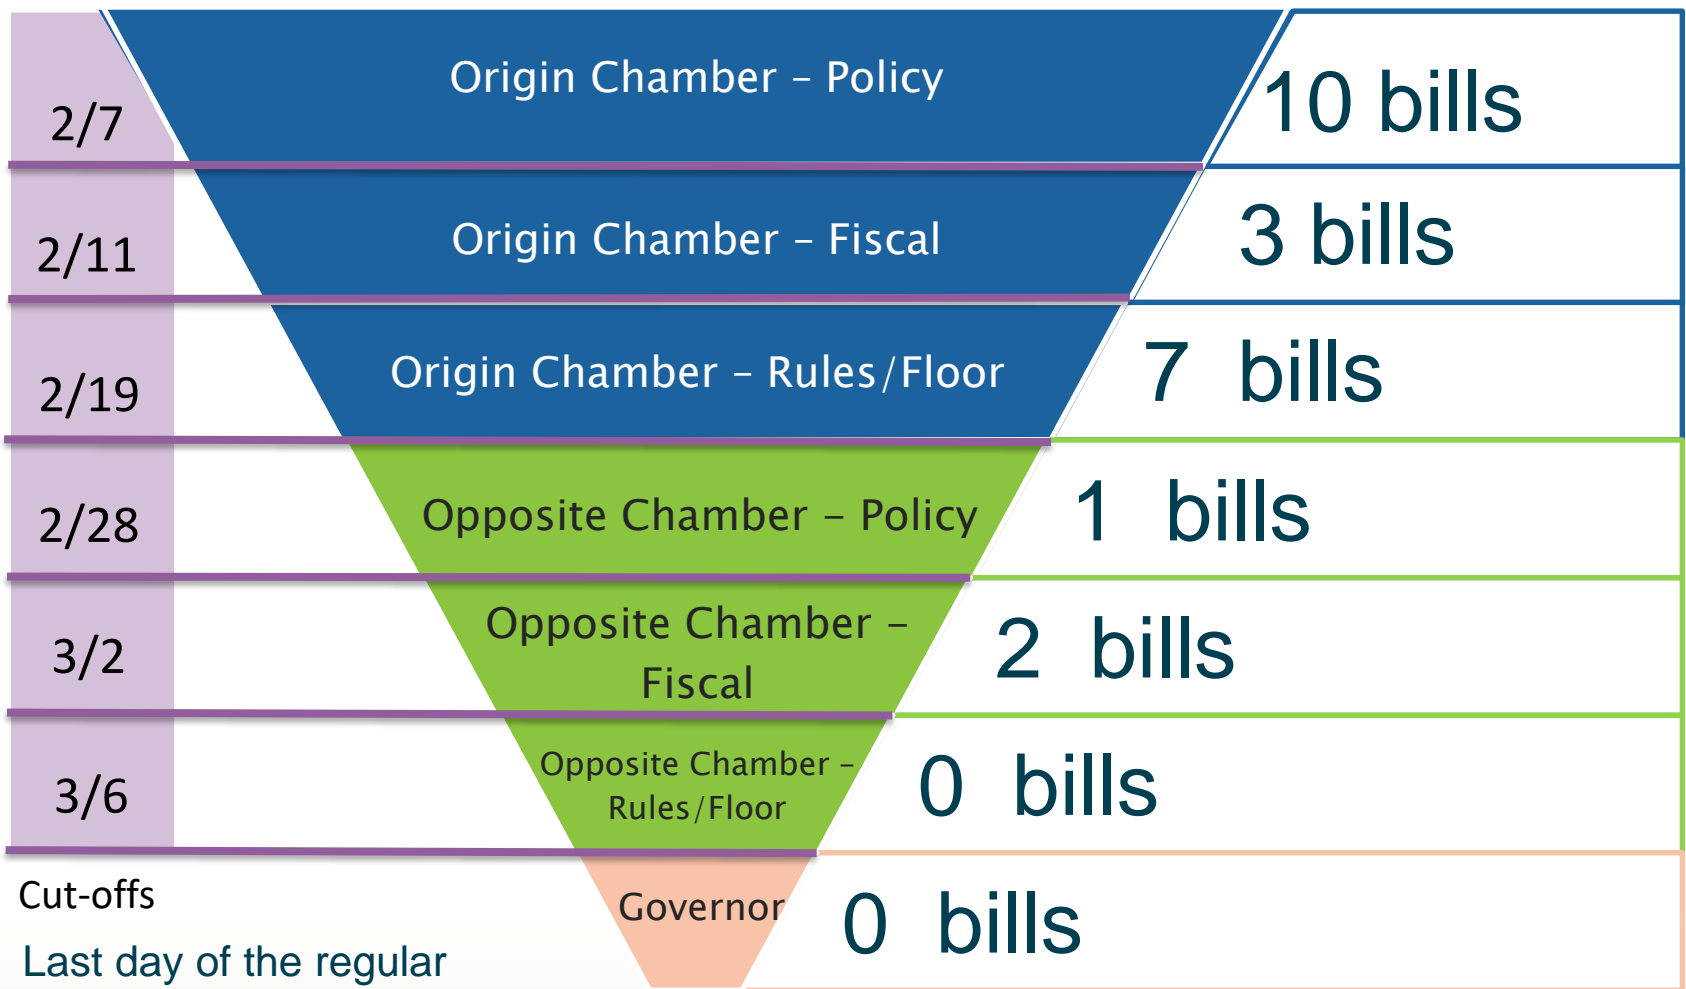 Origin Chamber – Policy
2/7
10 bills
Origin Chamber – Fiscal
2/11
3 bills
Origin Chamber – Rules/Floor
2/19
7 bills
Opposite Chamber – Policy
2/28
1 bills
Opposite Chamber –
Fiscal
3/2
2 bills
Opposite Chamber –
Rules/Floor
3/6
0 bills
Cut-offs
Governor
0 bills
Last day of the regular